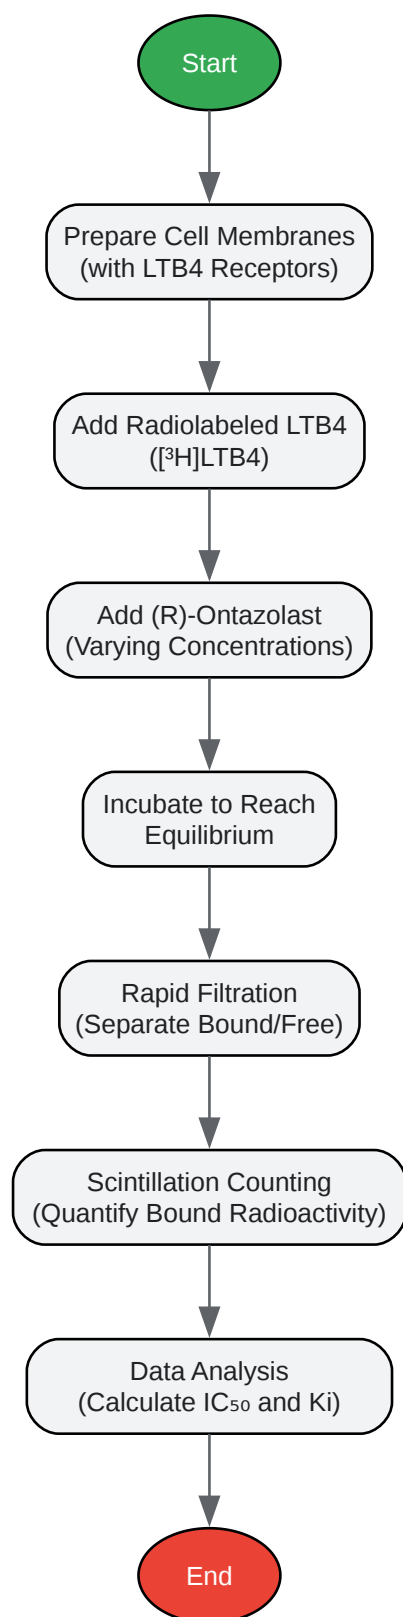 Start
Prepare Cell Membranes
(with LTB4 Receptors)
Add Radiolabeled LTB4
([³H]LTB4)
Add (R)-Ontazolast
(Varying Concentrations)
Incubate to Reach
Equilibrium
Rapid Filtration
(Separate Bound/Free)
Scintillation Counting
(Quantify Bound Radioactivity)
Data Analysis
(Calculate IC₅₀ and Ki)
End